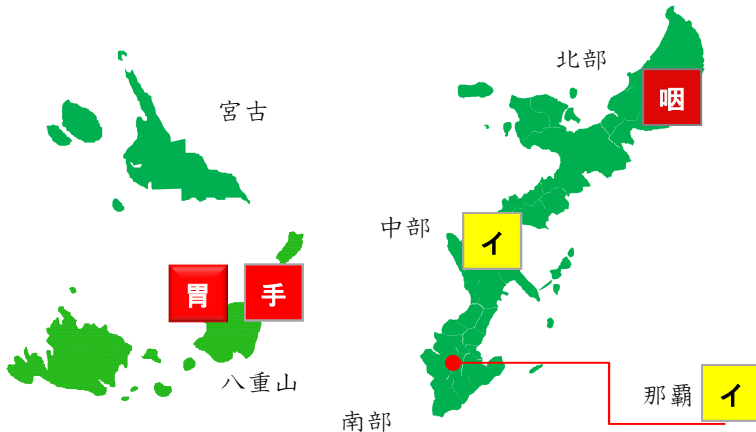 北部
咽
宮古
中部
イ
胃
手
八重山
那覇
イ
南部